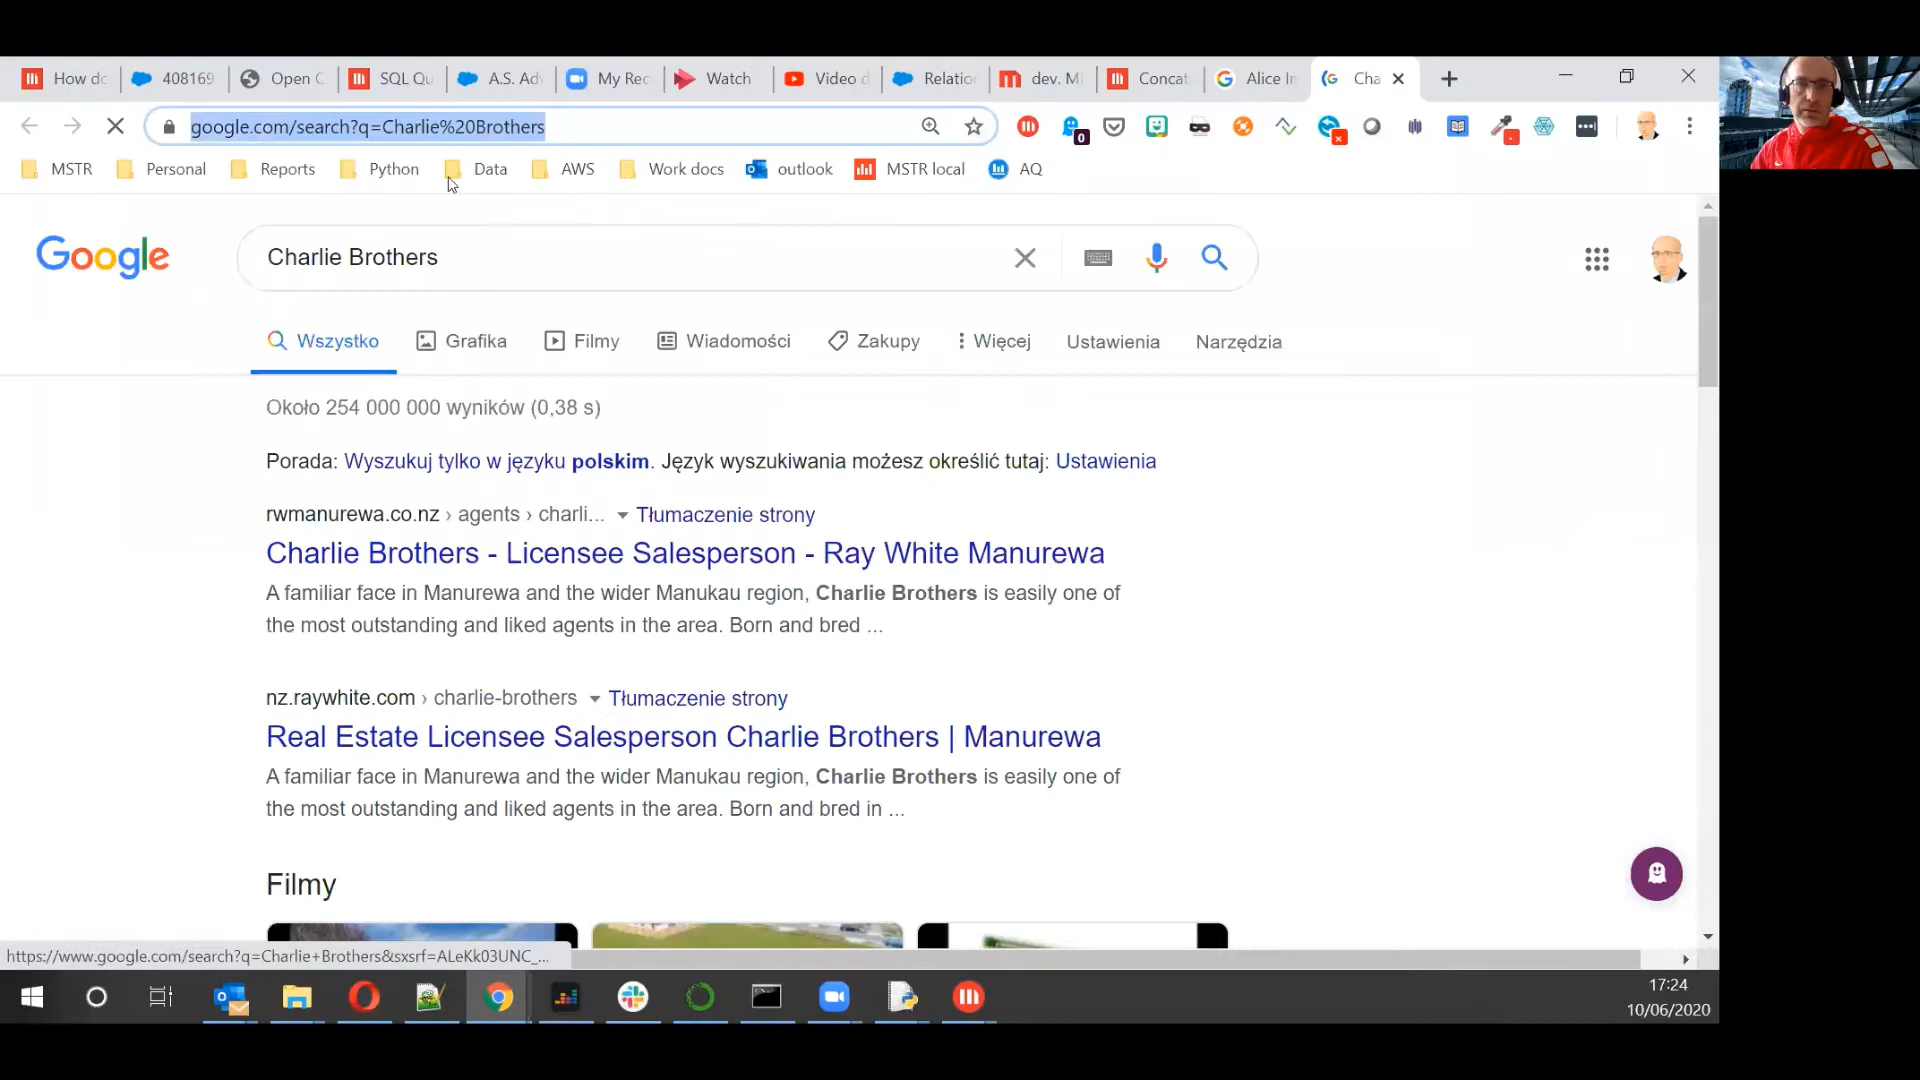 How do
408169
Open C
SQL Qu
A.S. Adv
My Rec
Watch
Video d
Relation
dev. Mi
Concat
Alice In
Cha
google.com/search?q=Charlie%20Brothers
0
MSTR
Personal
Reports
Python
Data
AWS
Work docs
outlook
MSTR local
AQ
Google
Charlie Brothers
Wszystko
Grafika
Filmy
Wiadomości
Zakupy
Więcej
Ustawienia
Narzędzia
Około 254 000 000 wyników (0,38 s)
Porada: Wyszukuj tylko w języku polskim. Język wyszukiwania możesz określić tutaj: Ustawienia
rwmanurewa.co.nz › agents › charli... Tłumaczenie strony
Charlie Brothers - Licensee Salesperson - Ray White Manurewa
A familiar face in Manurewa and the wider Manukau region, Charlie Brothers is easily one of
the most outstanding and liked agents in the area. Born and bred ...
nz.raywhite.com › charlie-brothers Tłumaczenie strony
Real Estate Licensee Salesperson Charlie Brothers | Manurewa
A familiar face in Manurewa and the wider Manukau region, Charlie Brothers is easily one of
the most outstanding and liked agents in the area. Born and bred in ...
Filmy
https://www.google.com/search?q=Charlie+Brothers&sxsrf=ALeKk03UNC_...
17:24
10/06/2020